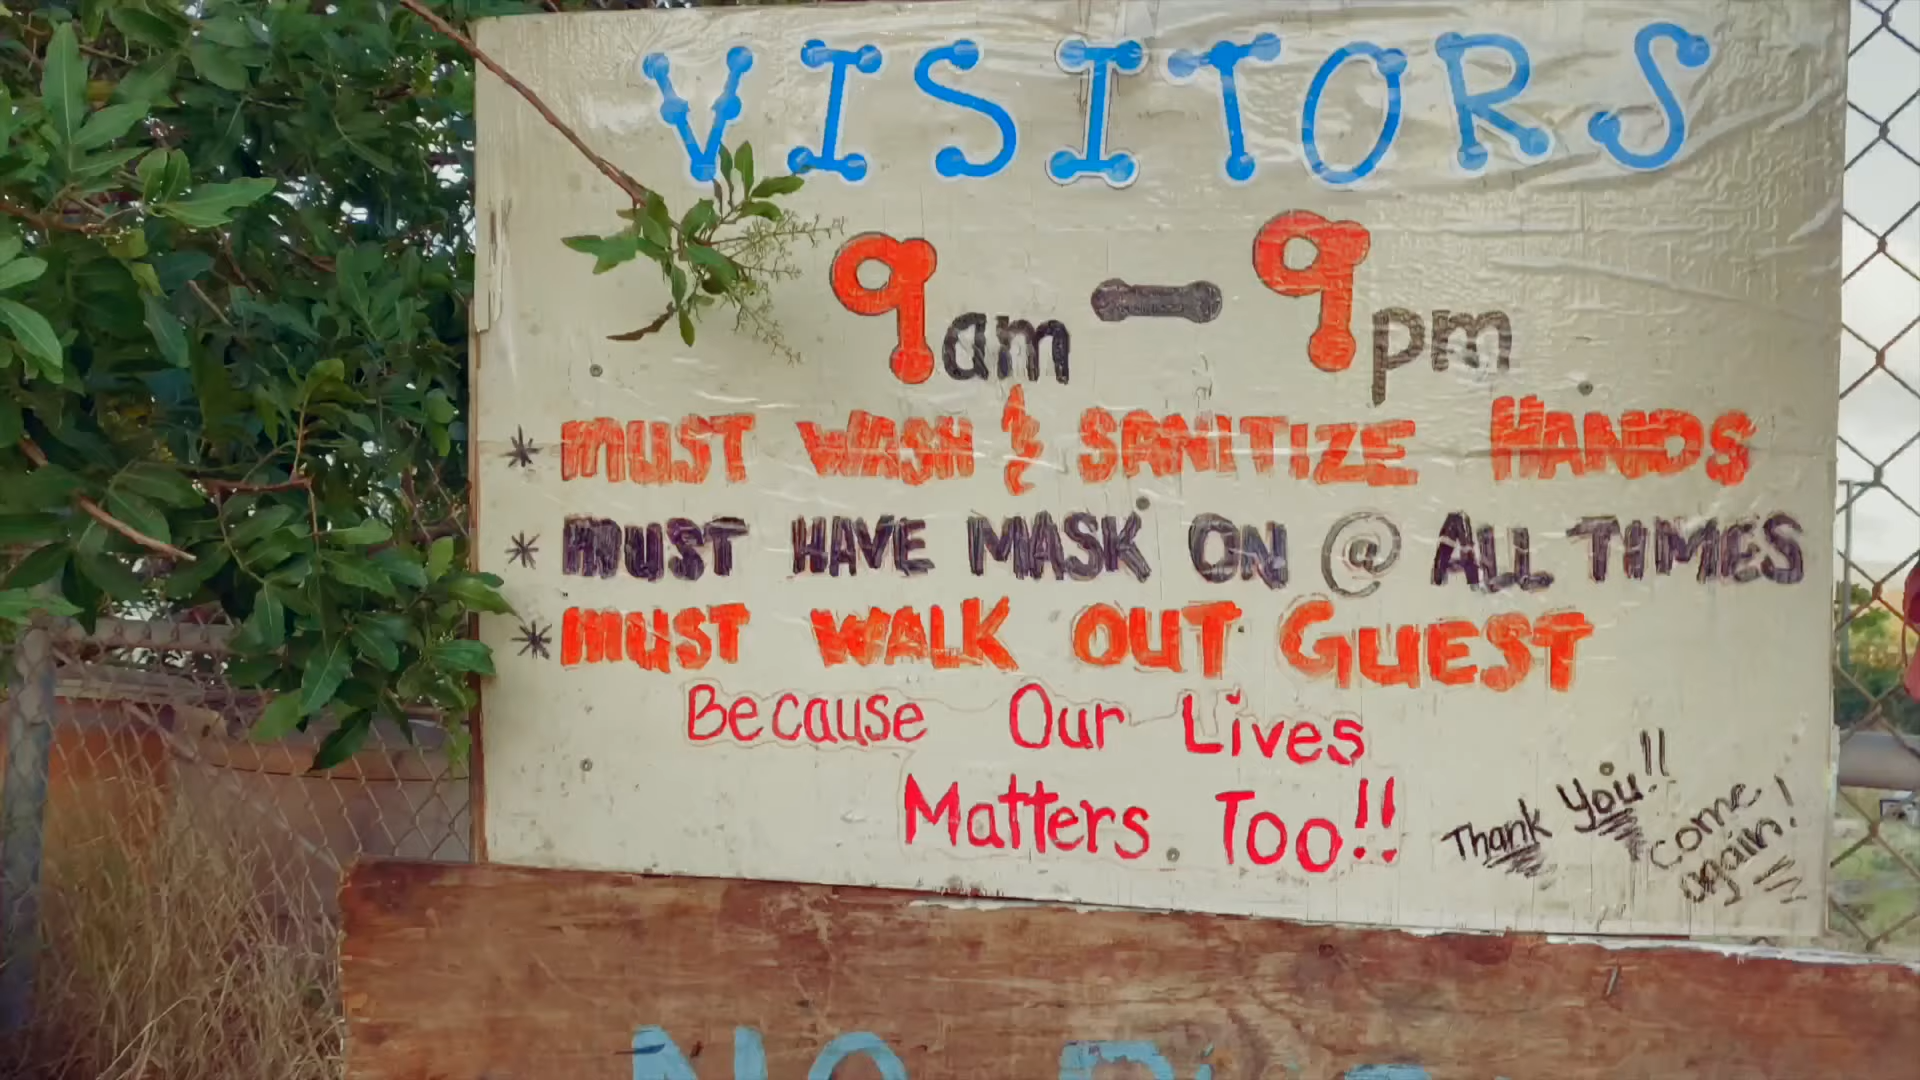 VISITORS
9am - 9pm
* MUST WASH & SANITIZE HANDS
* MUST HAVE MASK ON @ ALL TIMES
* MUST WALK OUT GUEST
Because Our Lives
Matters Too!!
Thank You!!
come
again!
NO